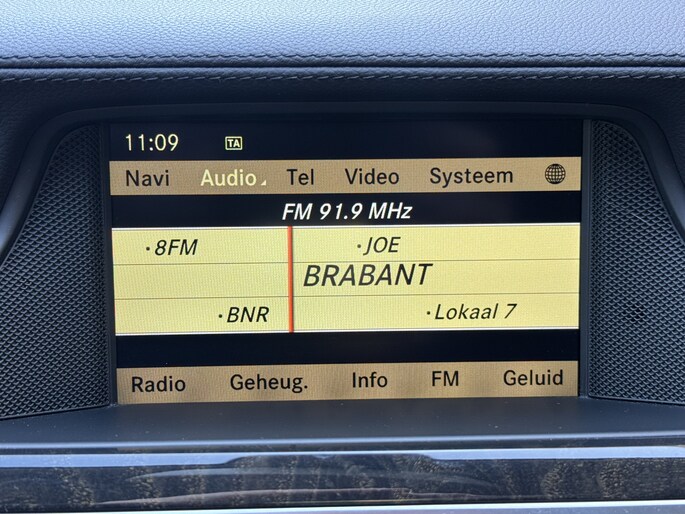 11:09 TA
Navi Audio Tel Video Systeem
FM 91.9 MHz
·8FM ·JOE
BRABANT
·BNR ·Lokaal 7
Radio Geheug. Info FM Geluid